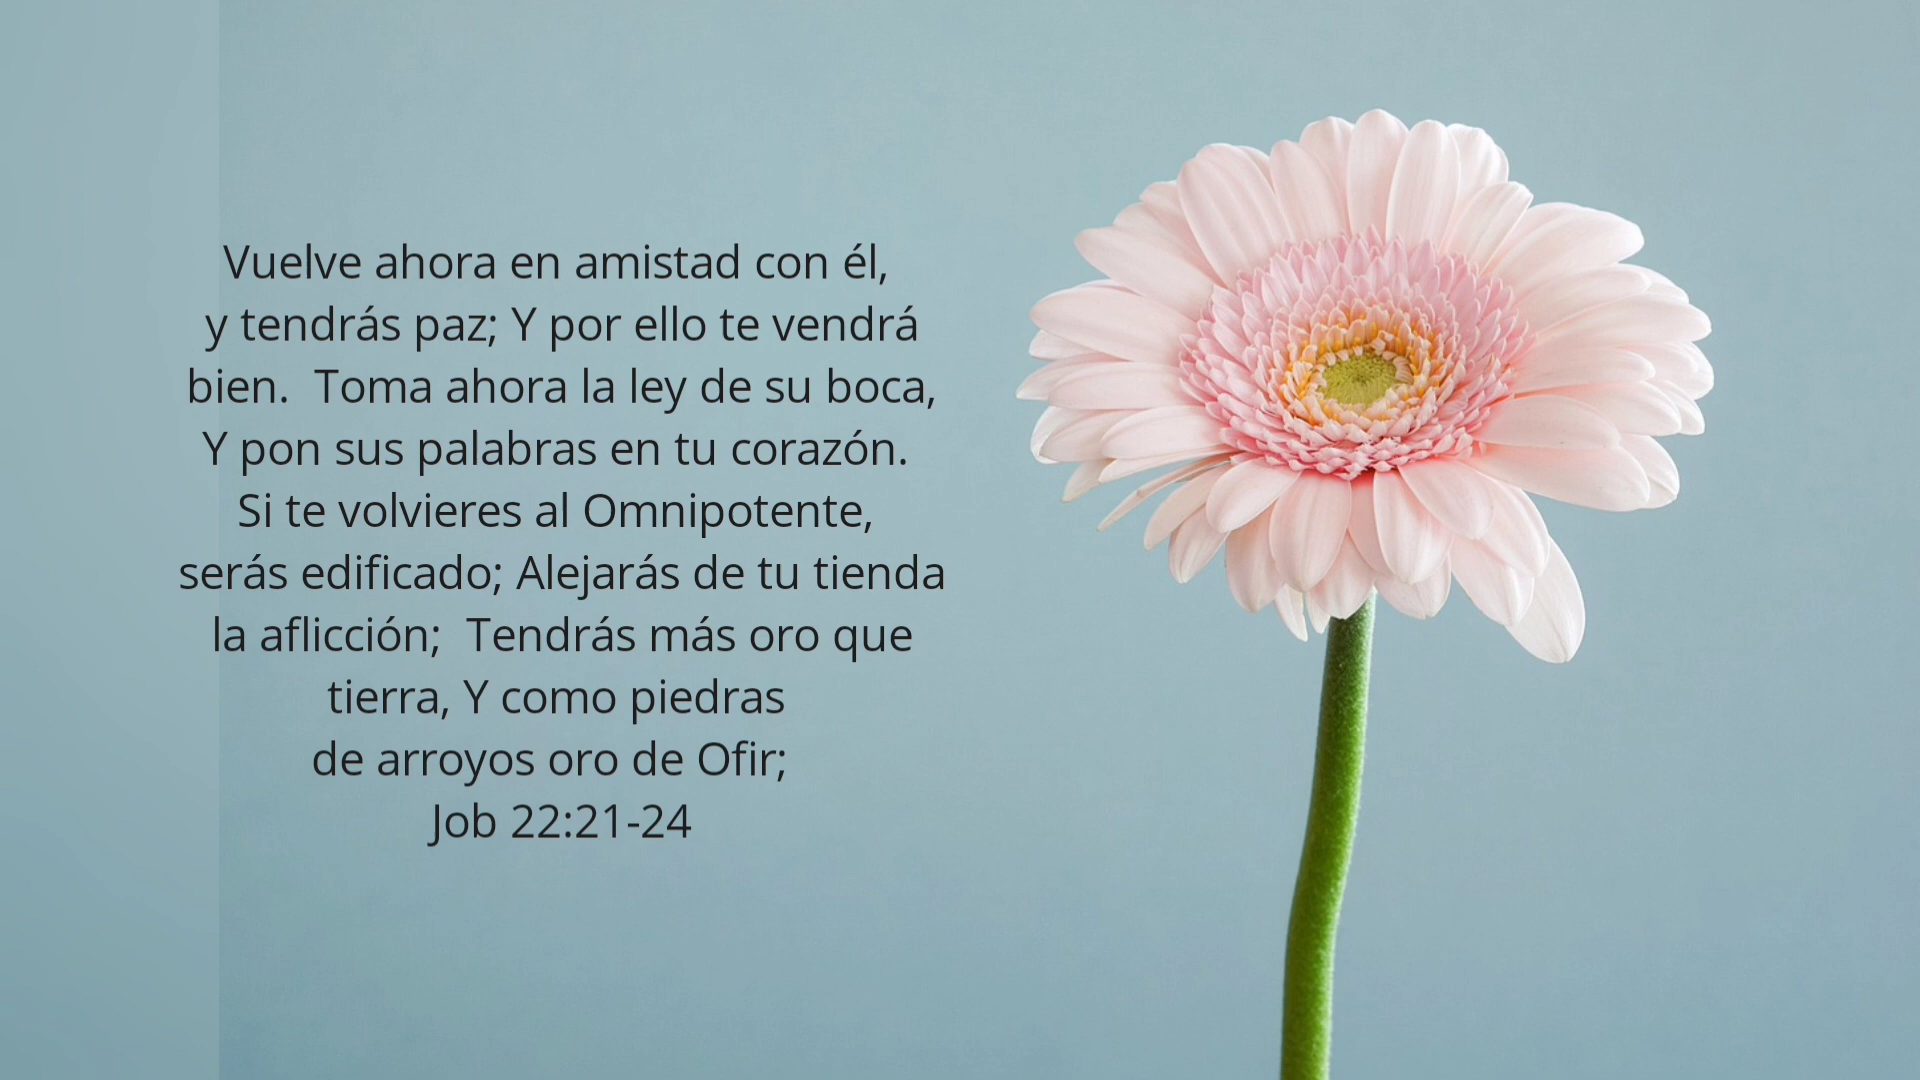 Vuelve ahora en amistad con él,
y tendrás paz; Y por ello te vendrá
bien.  Toma ahora la ley de su boca,
Y pon sus palabras en tu corazón.
Si te volvieres al Omnipotente,
serás edificado; Alejarás de tu tienda
la aflicción;  Tendrás más oro que
tierra, Y como piedras
de arroyos oro de Ofir;
Job 22:21-24